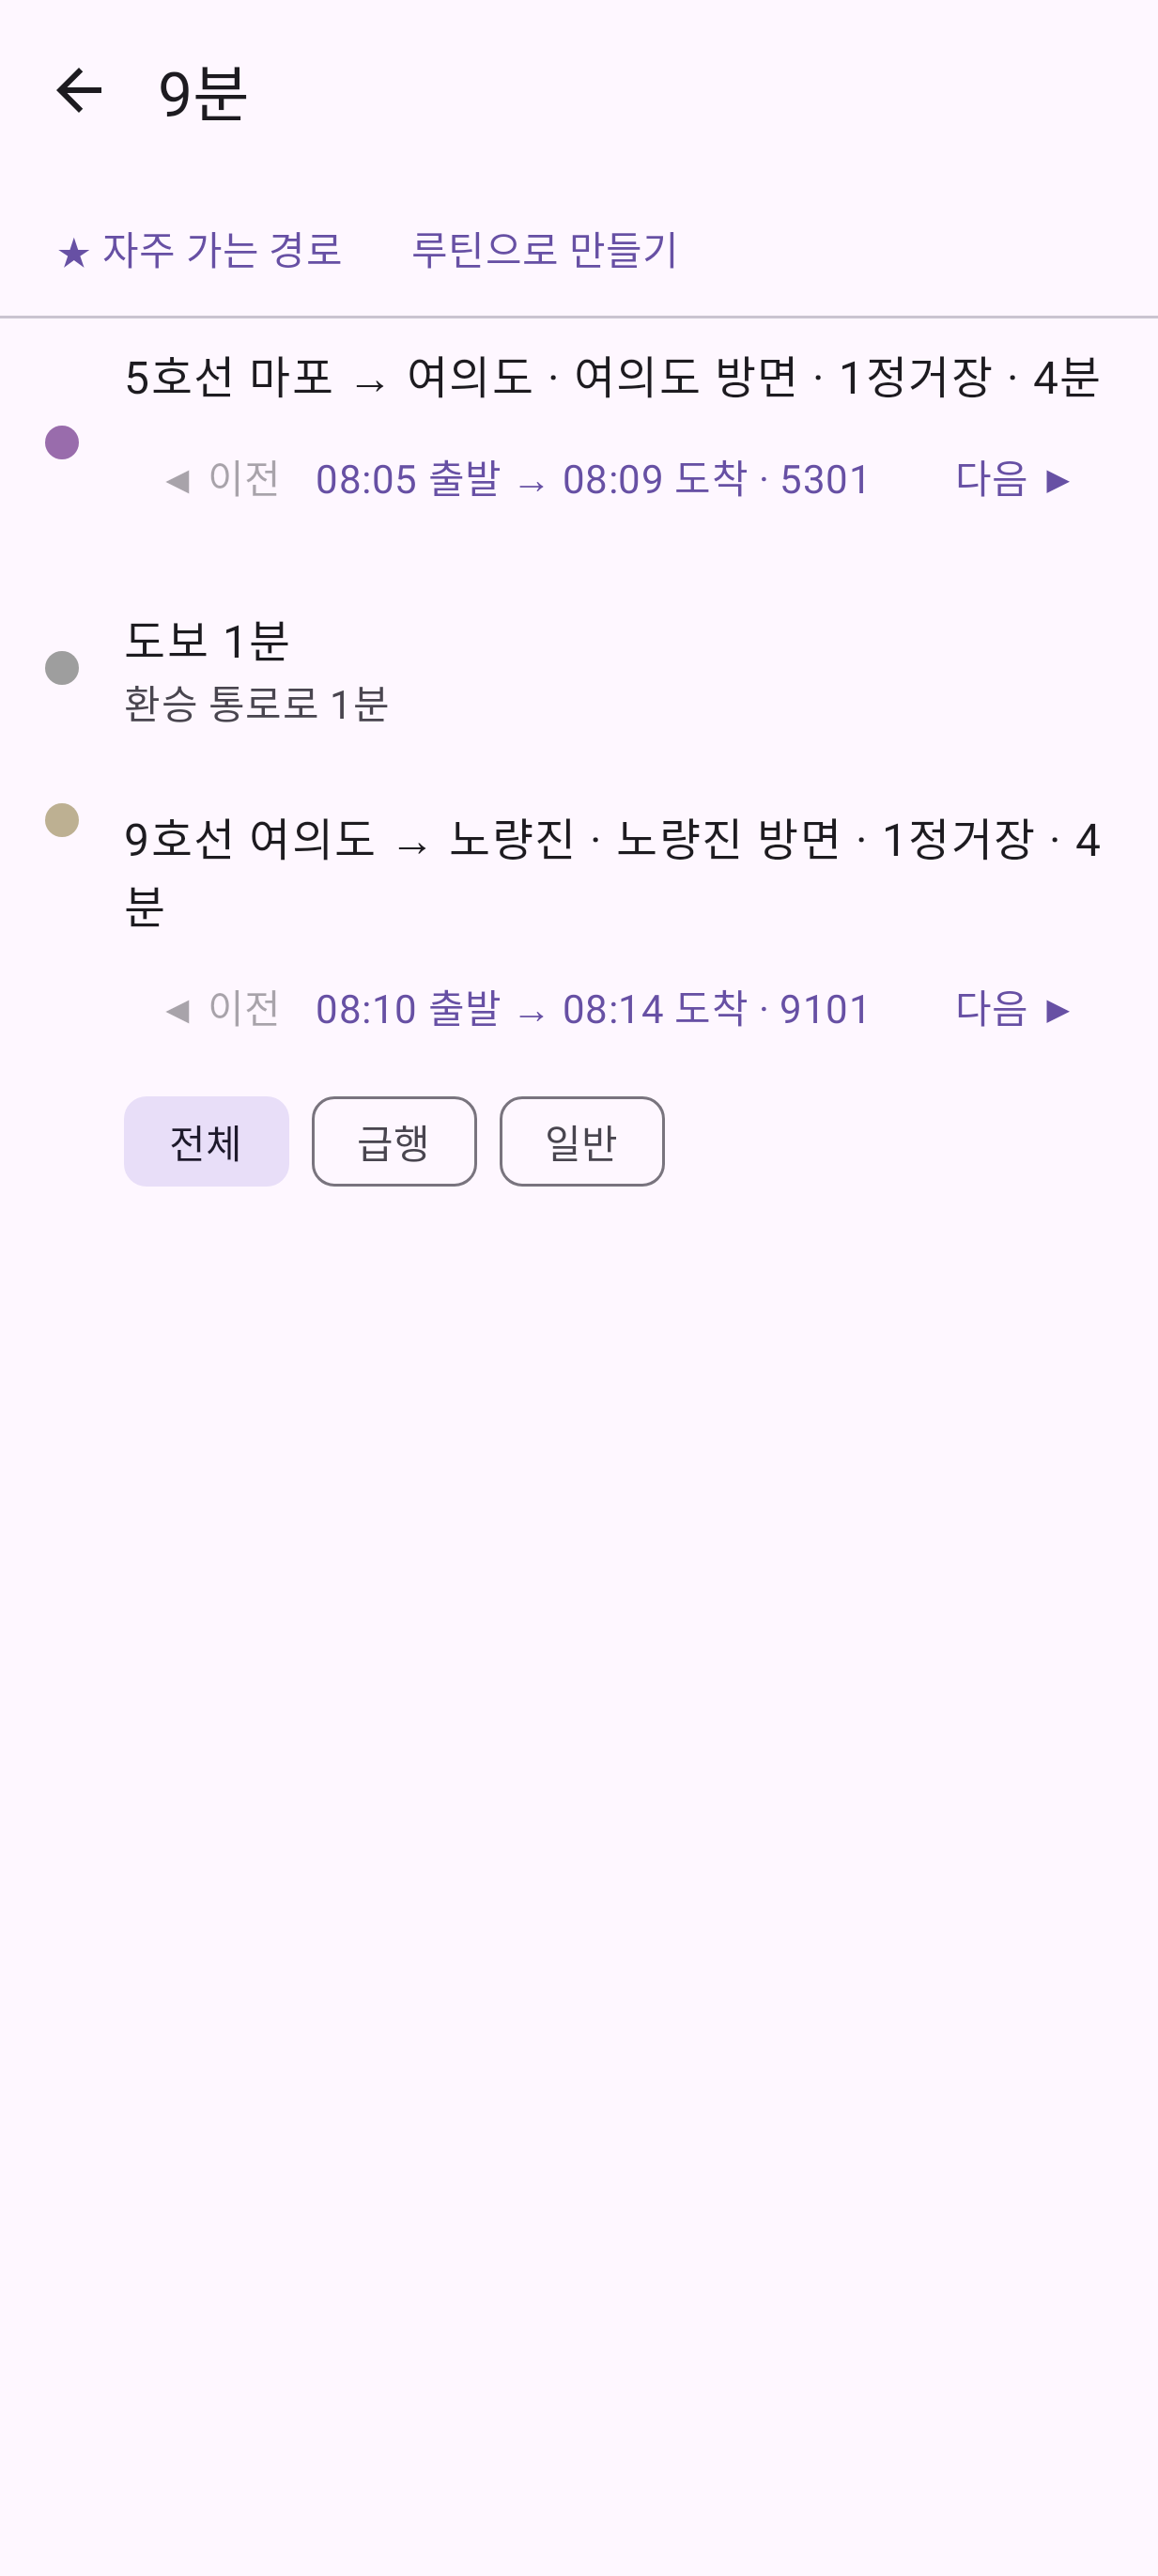 9분
★ 자주 가는 경로 루틴으로 만들기
5호선 마포 → 여의도 · 여의도 방면 · 1정거장 · 4분
◀ 이전 08:05 출발 → 08:09 도착 · 5301 다음 ▶
도보 1분
환승 통로로 1분
9호선 여의도 → 노량진 · 노량진 방면 · 1정거장 · 4
분
◀ 이전 08:10 출발 → 08:14 도착 · 9101 다음 ▶
전체 급행 일반